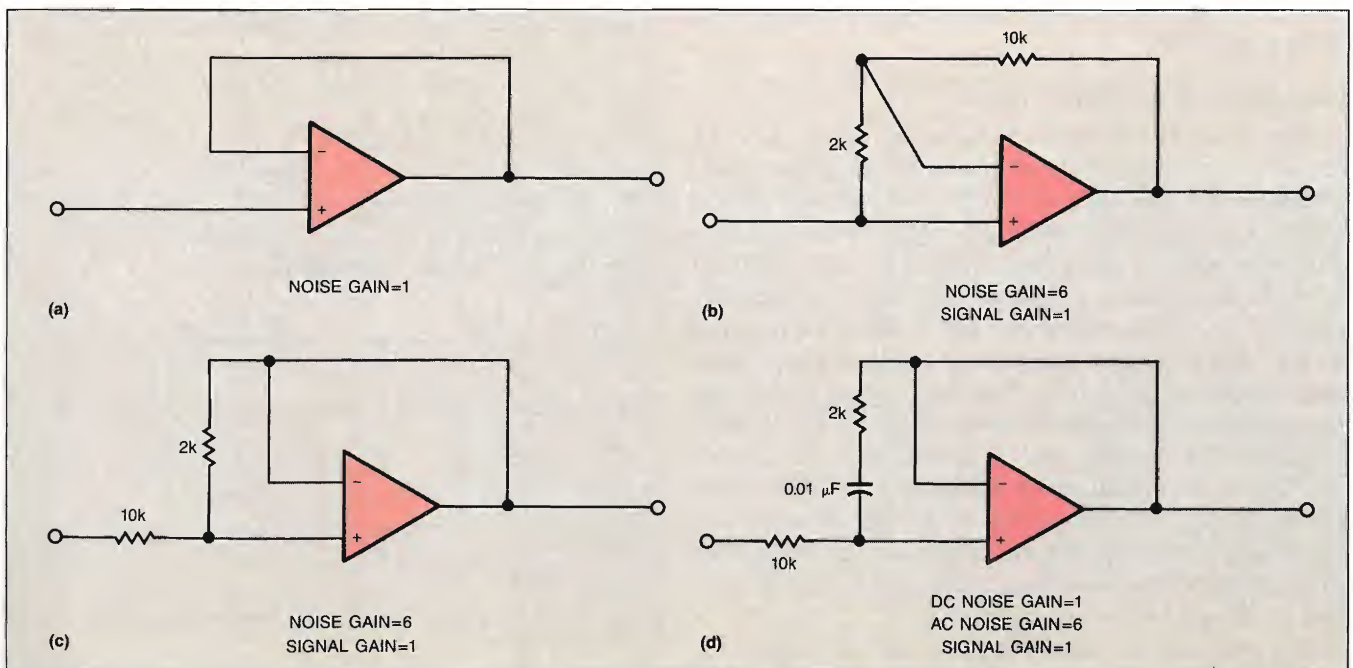 10k
2k
−
+
NOISE GAIN=1
(a)
−
+
NOISE GAIN=6
SIGNAL GAIN=1
(b)
2k
10k
−
+
NOISE GAIN=6
SIGNAL GAIN=1
(c)
2k
0.01 μF
10k
−
+
DC NOISE GAIN=1
AC NOISE GAIN=6
SIGNAL GAIN=1
(d)